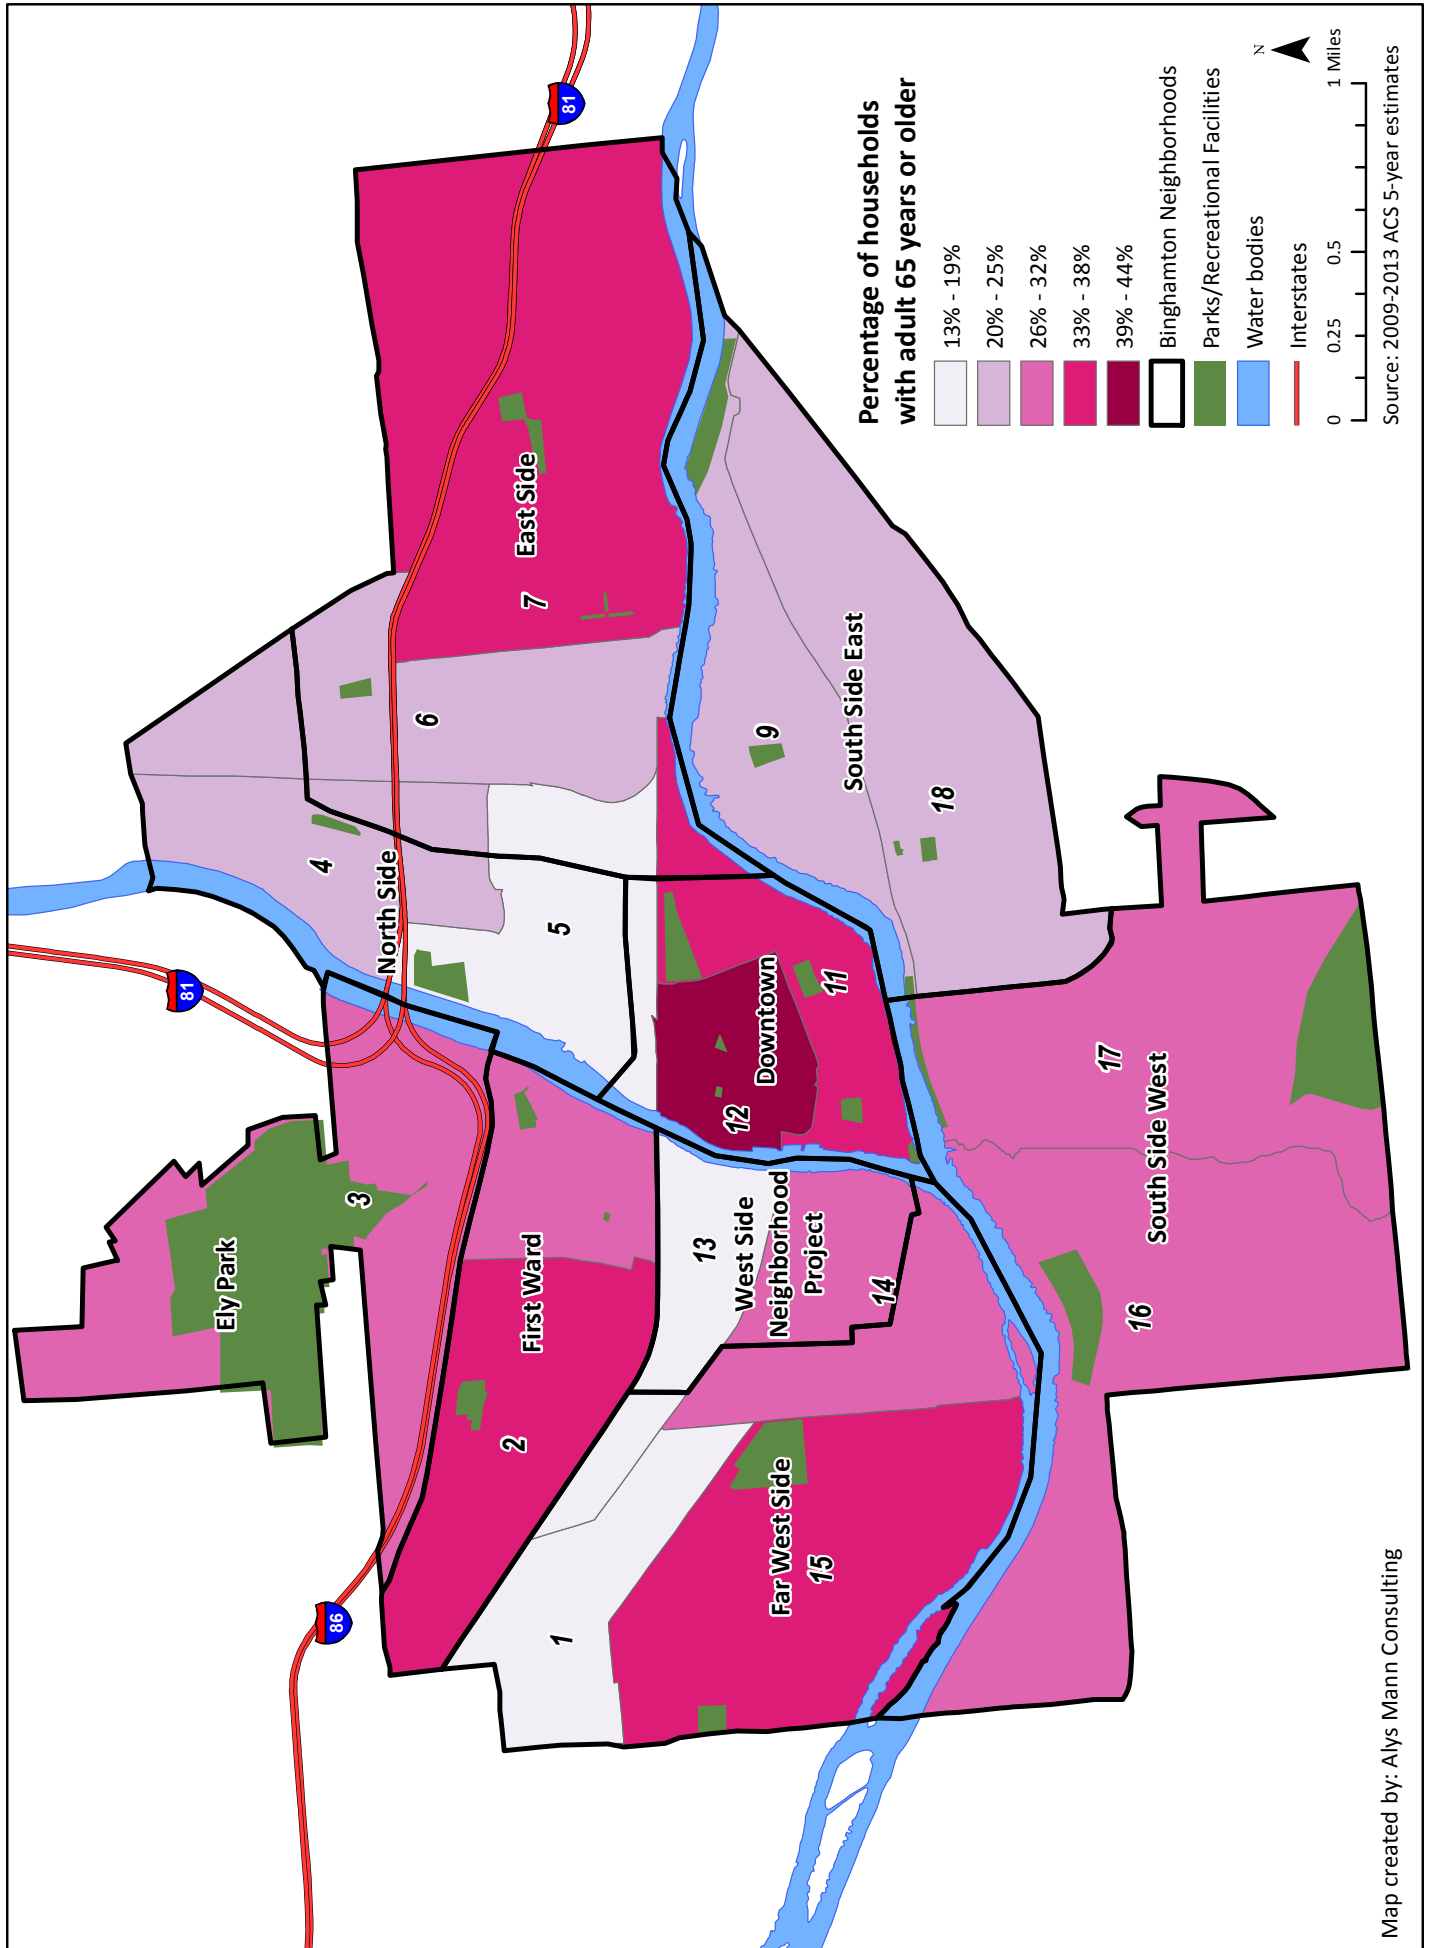 81
81
86
Ely Park
3
North Side
4
5
6
East Side
7
First Ward
2
1
Downtown
12
11
13
West Side
Neighborhood
Project
14
Far West Side
15
9
South Side East
18
17
South Side West
16
Percentage of households
with adult 65 years or older
13% - 19%
20% - 25%
26% - 32%
33% - 38%
39% - 44%
Binghamton Neighborhoods
Parks/Recreational Facilities
Water bodies
Interstates
N
0 0.25 0.5 1 Miles
Source: 2009-2013 ACS 5-year estimates
Map created by: Alys Mann Consulting